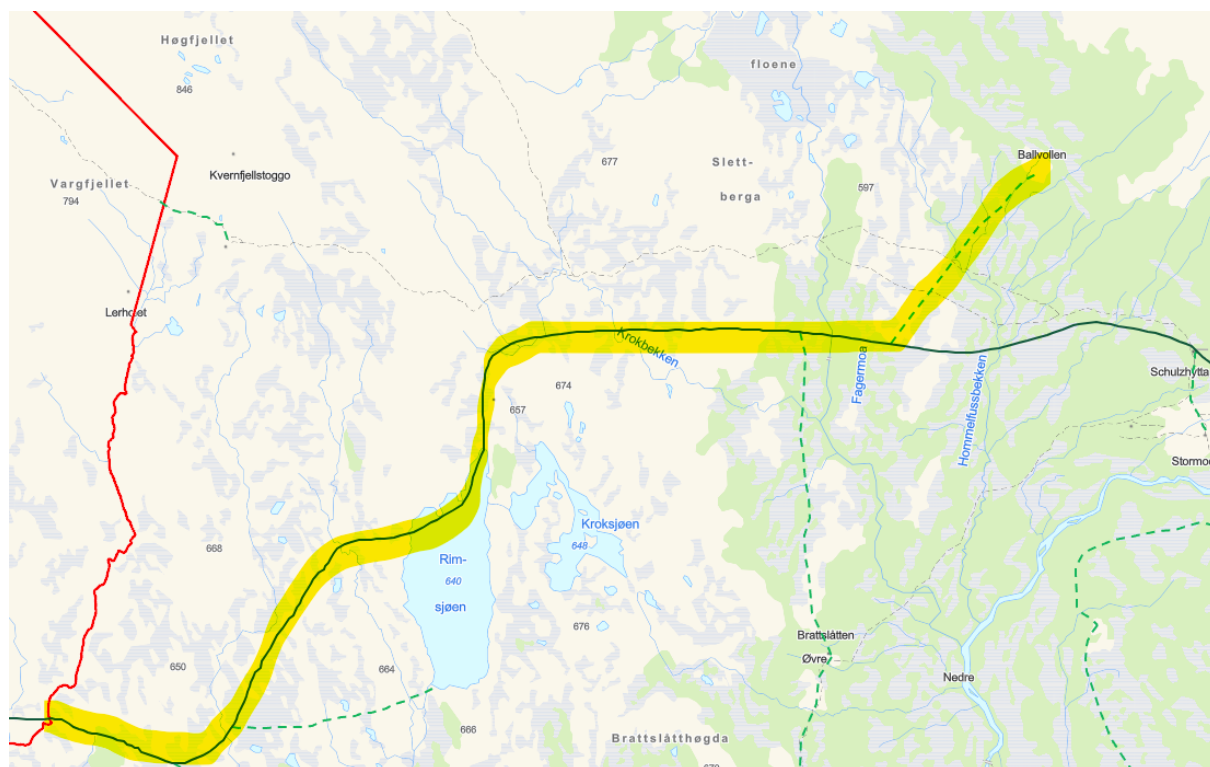 Høgfjellet
846
floene
Ballvollen
677
Slett-
berga
597
Kvernfjellstoggo
Vargfjellet
794
Lerholet
Krokbekken
Fagermoa
Hommelfussbekken
Schulzhytta
674
657
Stormo
Kroksjøen
648
668
Rim-
640
sjøen
676
Brattslåtten
Øvre
650
664
Nedre
666
Brattslåtthøgda